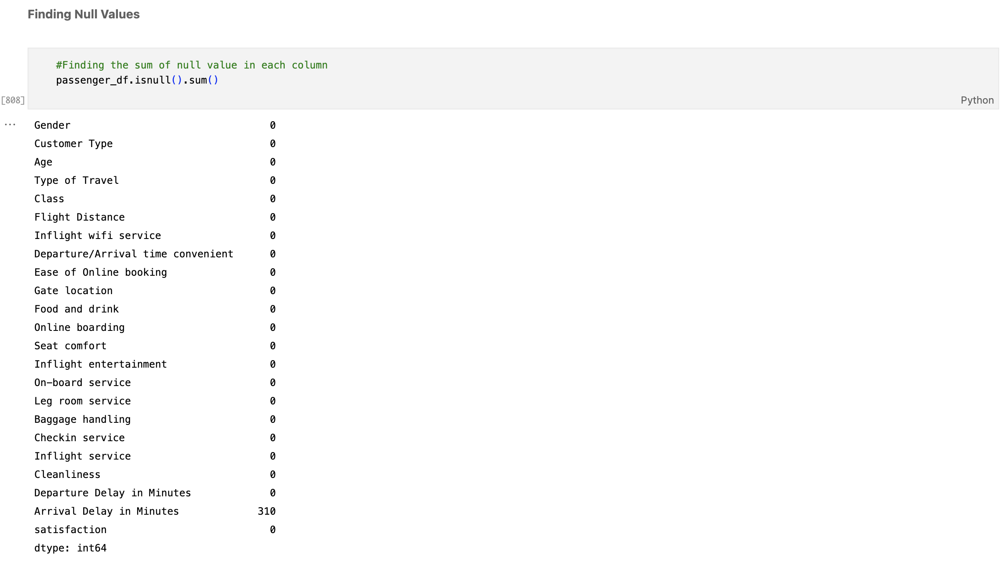 Finding Null Values
#Finding the sum of null value in each column
passenger_df.isnull().sum()
[808]
Python
...
Gender 0
Customer Type 0
Age 0
Type of Travel 0
Class 0
Flight Distance 0
Inflight wifi service 0
Departure/Arrival time convenient 0
Ease of Online booking 0
Gate location 0
Food and drink 0
Online boarding 0
Seat comfort 0
Inflight entertainment 0
On-board service 0
Leg room service 0
Baggage handling 0
Checkin service 0
Inflight service 0
Cleanliness 0
Departure Delay in Minutes 0
Arrival Delay in Minutes 310
satisfaction 0
dtype: int64